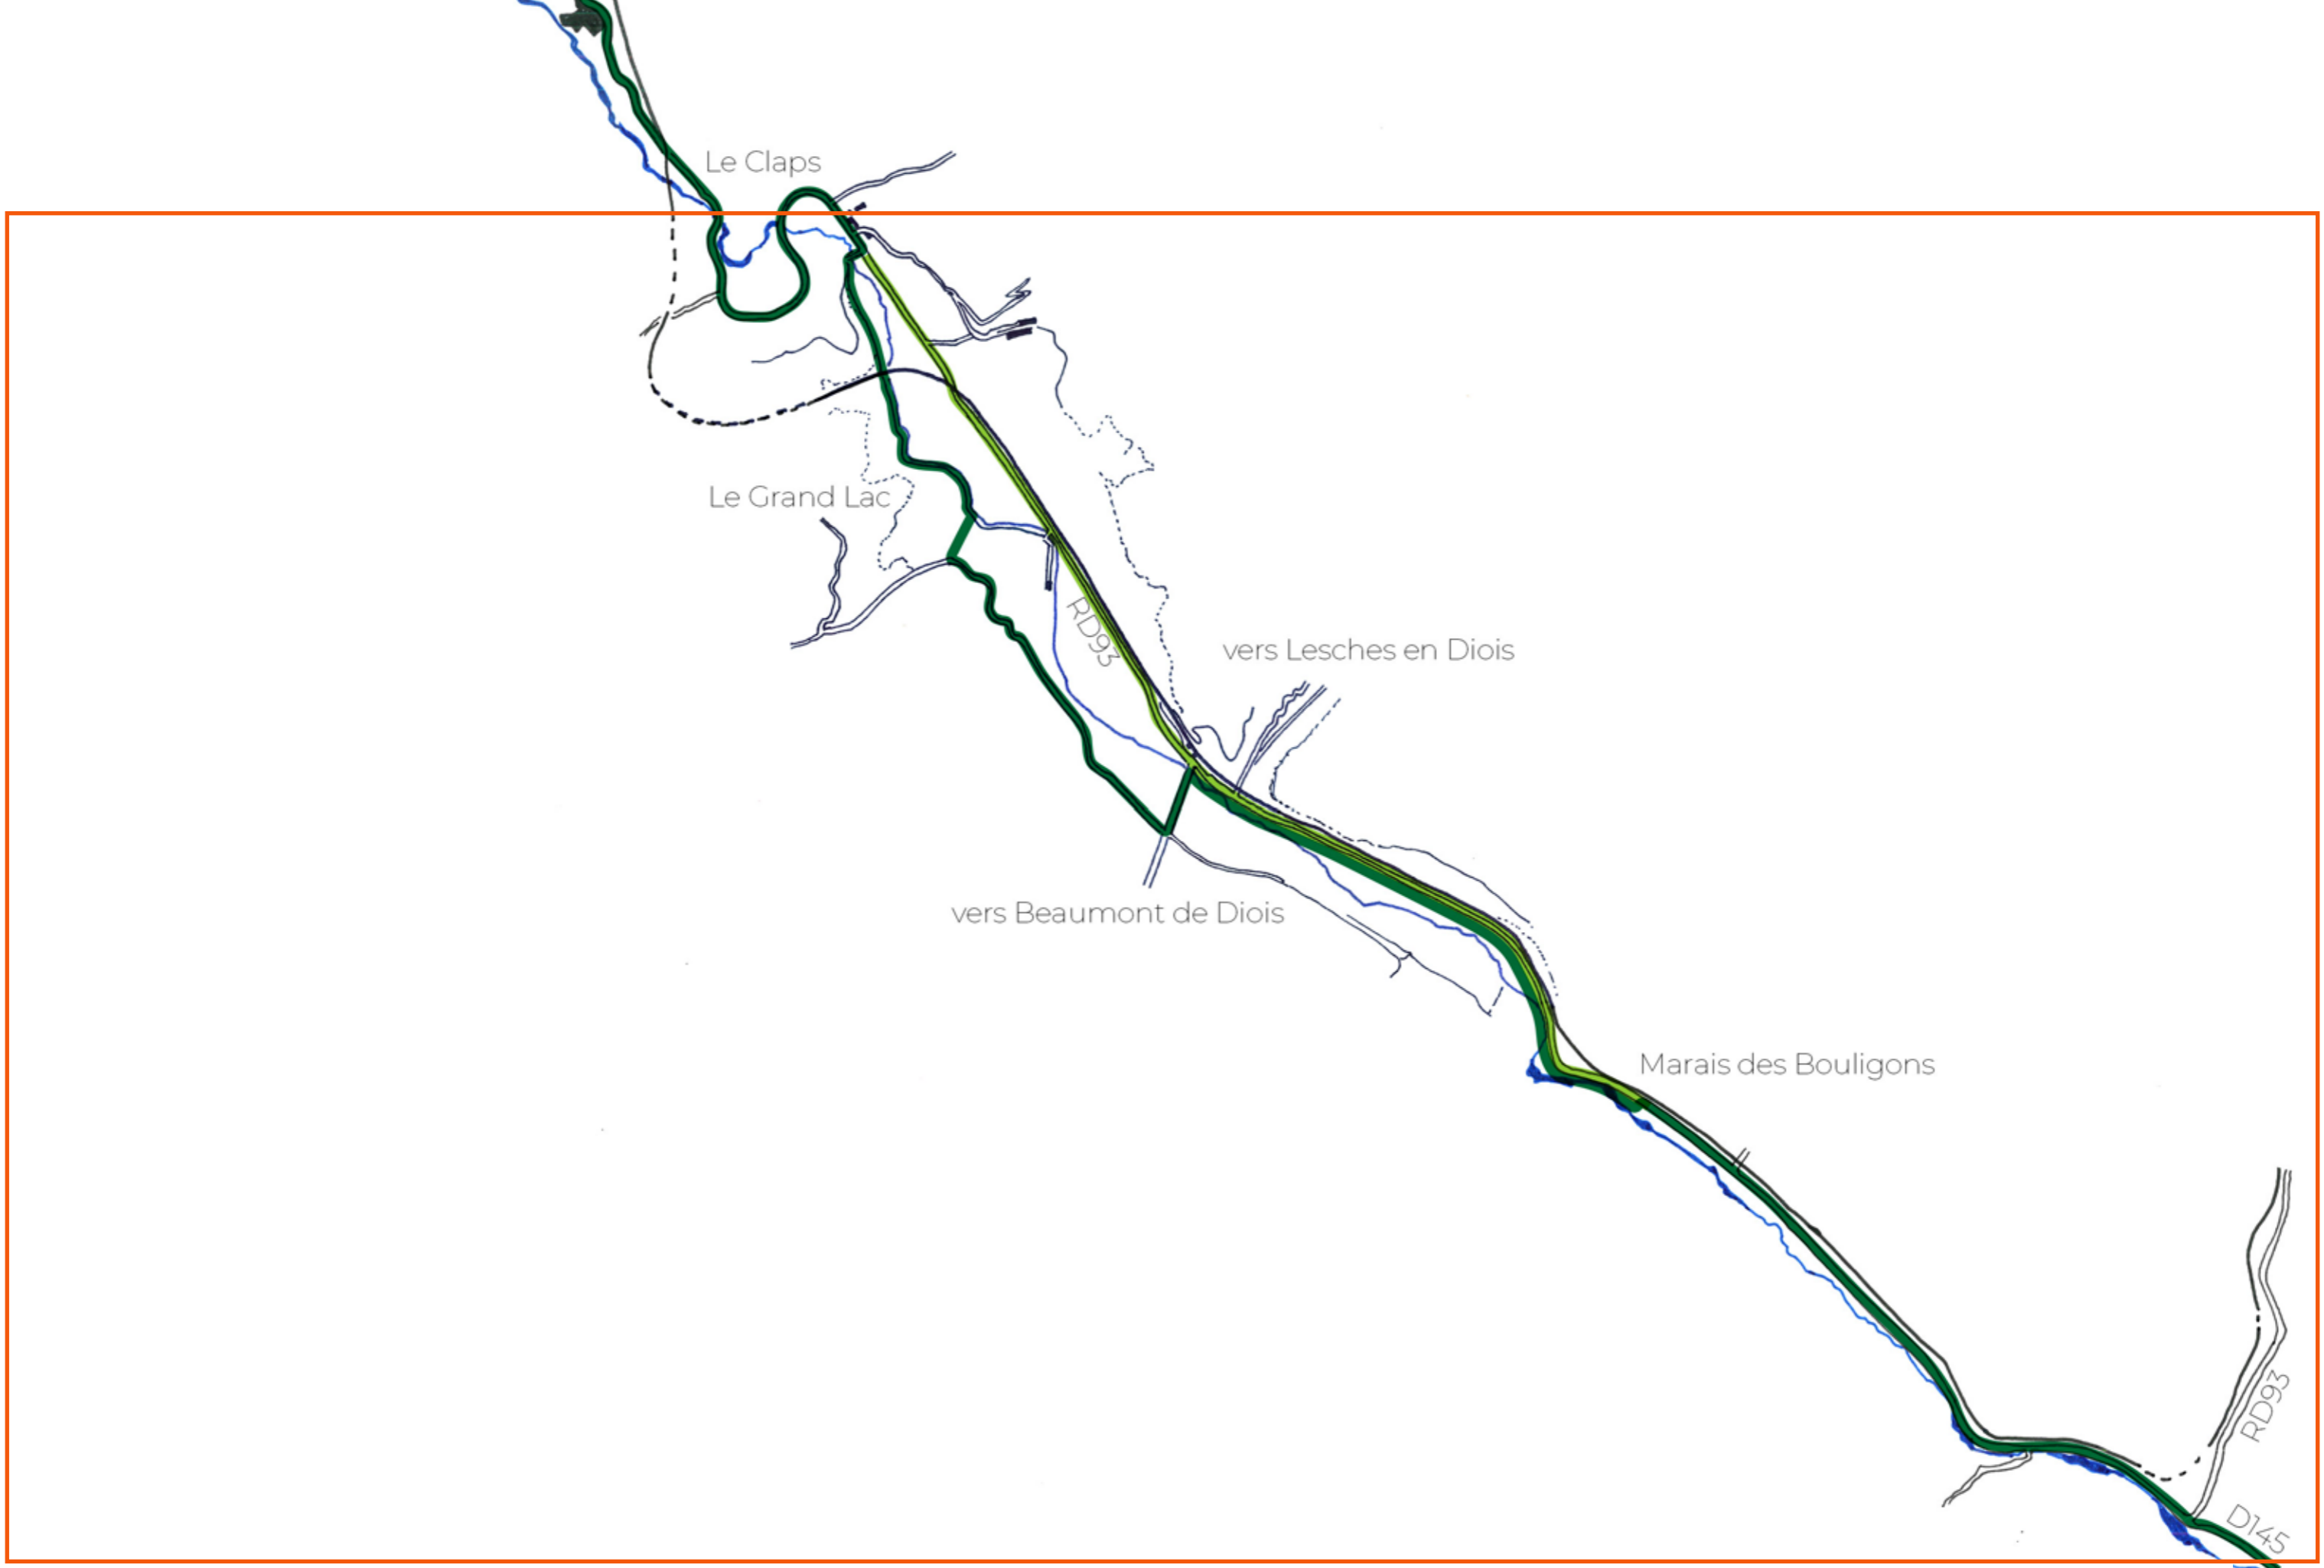 Le Claps
Le Grand Lac
RD93
vers Lesches en Diois
vers Beaumont de Diois
Marais des Bouligons
RD93
D145